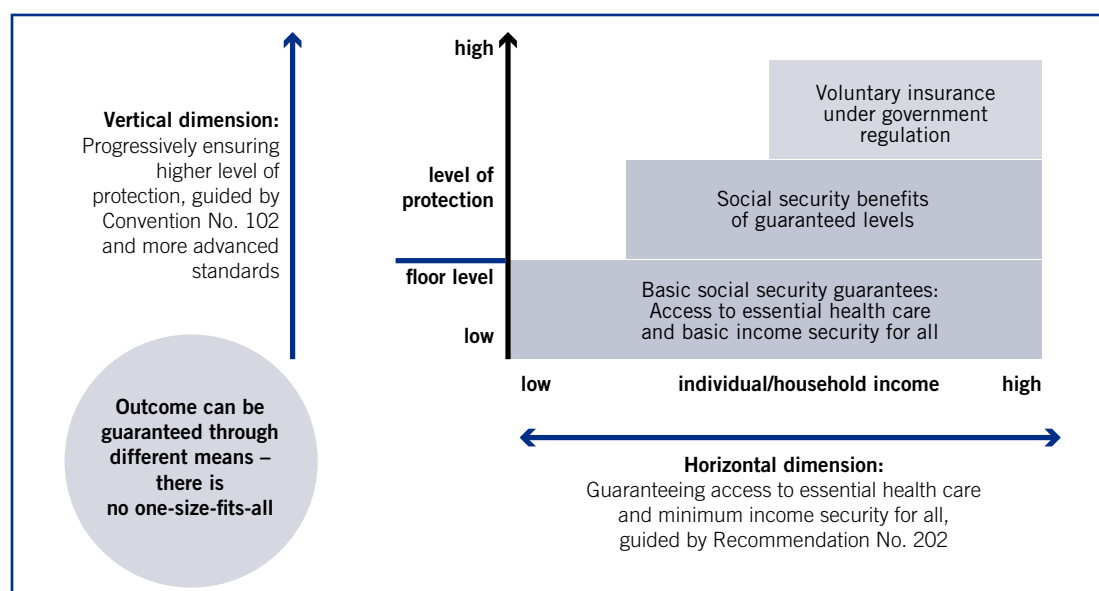 Vertical dimension:
Progressively ensuring
higher level of
protection, guided by
Convention No. 102
and more advanced
standards
Outcome can be
guaranteed through
different means –
there is
no one-size-fits-all
high
level of
protection
floor level
low
Voluntary insurance
under government
regulation
Social security benefits
of guaranteed levels
Basic social security guarantees:
Access to essential health care
and basic income security for all
low individual/household income high
Horizontal dimension:
Guaranteeing access to essential health care
and minimum income security for all,
guided by Recommendation No. 202